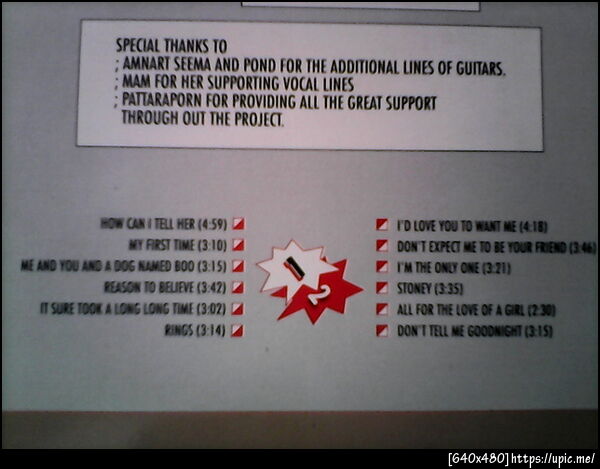 SPECIAL THANKS TO
; AMNART SEEMA AND POND FOR THE ADDITIONAL LINES OF GUITARS.
; MAM FOR HER SUPPORTING VOCAL LINES
; PATTARAPORN FOR PROVIDING ALL THE GREAT SUPPORT
THROUGH OUT THE PROJECT.
HOW CAN I TELL HER (4:59)
MY FIRST TIME (3:10)
ME AND YOU AND A DOG NAMED BOO (3:15)
REASON TO BELIEVE (3:42)
IT SURE TOOK A LONG LONG TIME (3:02)
RINGS (3:14)
1
2
I'D LOVE YOU TO WANT ME (4:18)
DON'T EXPECT ME TO BE YOUR FRIEND (3:46)
I'M THE ONLY ONE (3:21)
STONEY (3:35)
ALL FOR THE LOVE OF A GIRL (2:30)
DON'T TELL ME GOODNIGHT (3:15)
[640x480]https://upic.me/